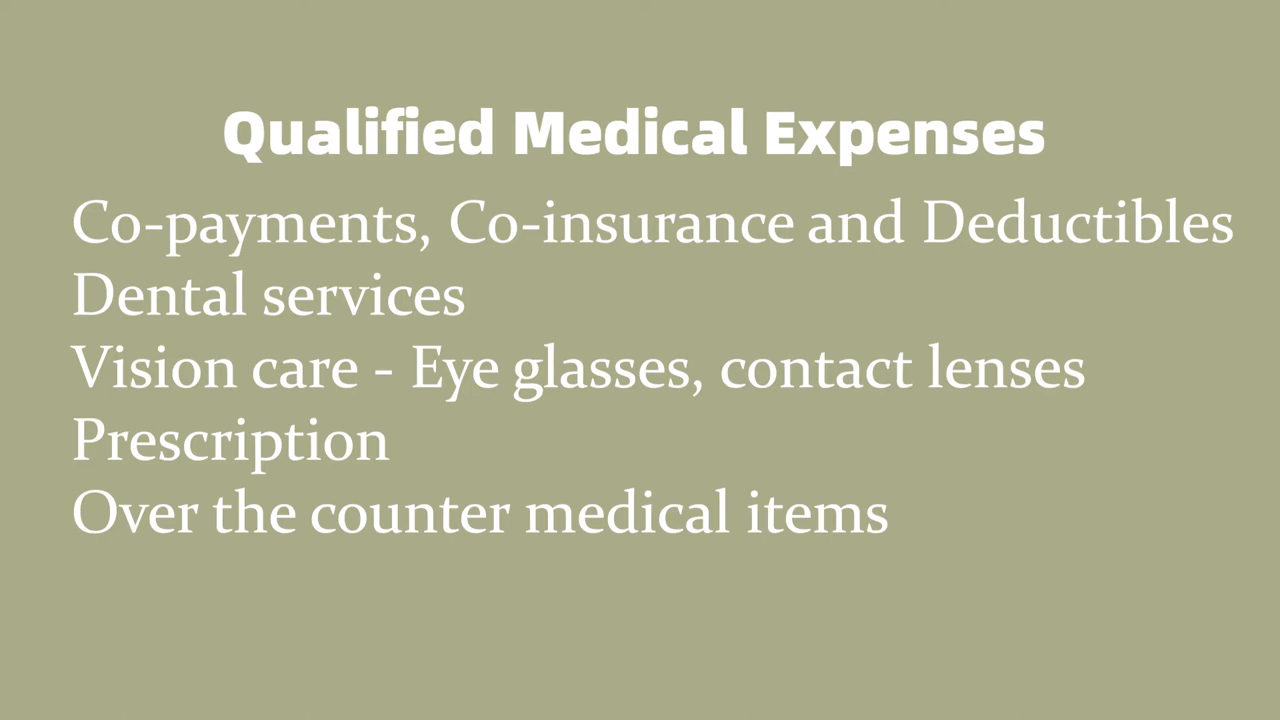 Qualified Medical Expenses
Co-payments, Co-insurance and Deductibles
Dental services
Vision care - Eye glasses, contact lenses
Prescription
Over the counter medical items